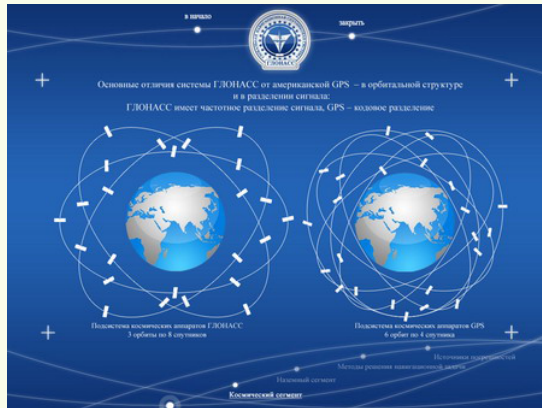 в начало
закрыть
ГЛОНАСС
Основные отличия системы ГЛОНАСС от американской GPS – в орбитальной структуре
и в разделении сигнала:
ГЛОНАСС имеет частотное разделение сигнала, GPS – кодовое разделение
Подсистема космических аппаратов ГЛОНАСС
3 орбиты по 8 спутников
Подсистема космических аппаратов GPS
6 орбит по 4 спутника
Источники погрешностей
Методы решения навигационной задачи
Наземный сегмент
Космический сегмент